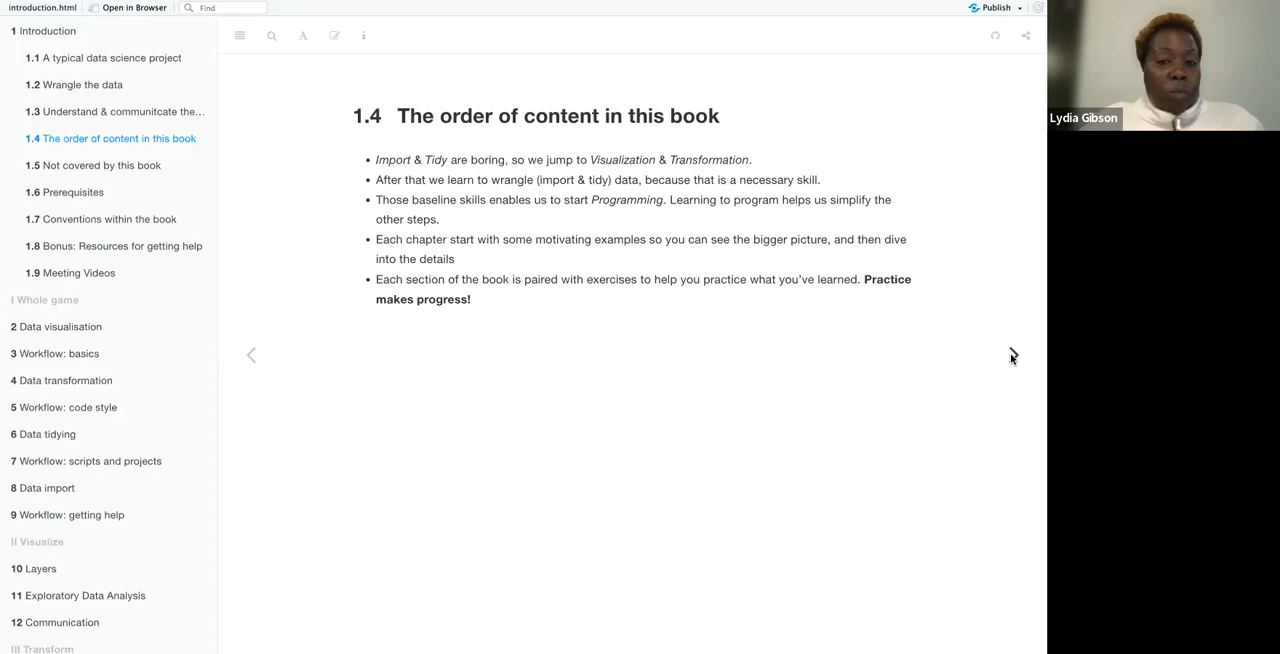 introduction.html
Open in Browser
Find
Publish
1 Introduction
1.1 A typical data science project
1.2 Wrangle the data
1.3 Understand & communitcate the…
1.4 The order of content in this book
1.5 Not covered by this book
1.6 Prerequisites
1.7 Conventions within the book
1.8 Bonus: Resources for getting help
1.9 Meeting Videos
I Whole game
2 Data visualisation
3 Workflow: basics
4 Data transformation
5 Workflow: code style
6 Data tidying
7 Workflow: scripts and projects
8 Data import
9 Workflow: getting help
II Visualize
10 Layers
11 Exploratory Data Analysis
12 Communication
III Transform
1.4 The order of content in this book
• Import & Tidy are boring, so we jump to Visualization & Transformation.
• After that we learn to wrangle (import & tidy) data, because that is a necessary skill.
• Those baseline skills enables us to start Programming. Learning to program helps us simplify the
other steps.
• Each chapter start with some motivating examples so you can see the bigger picture, and then dive
into the details
• Each section of the book is paired with exercises to help you practice what you've learned. Practice
makes progress!
Lydia Gibson